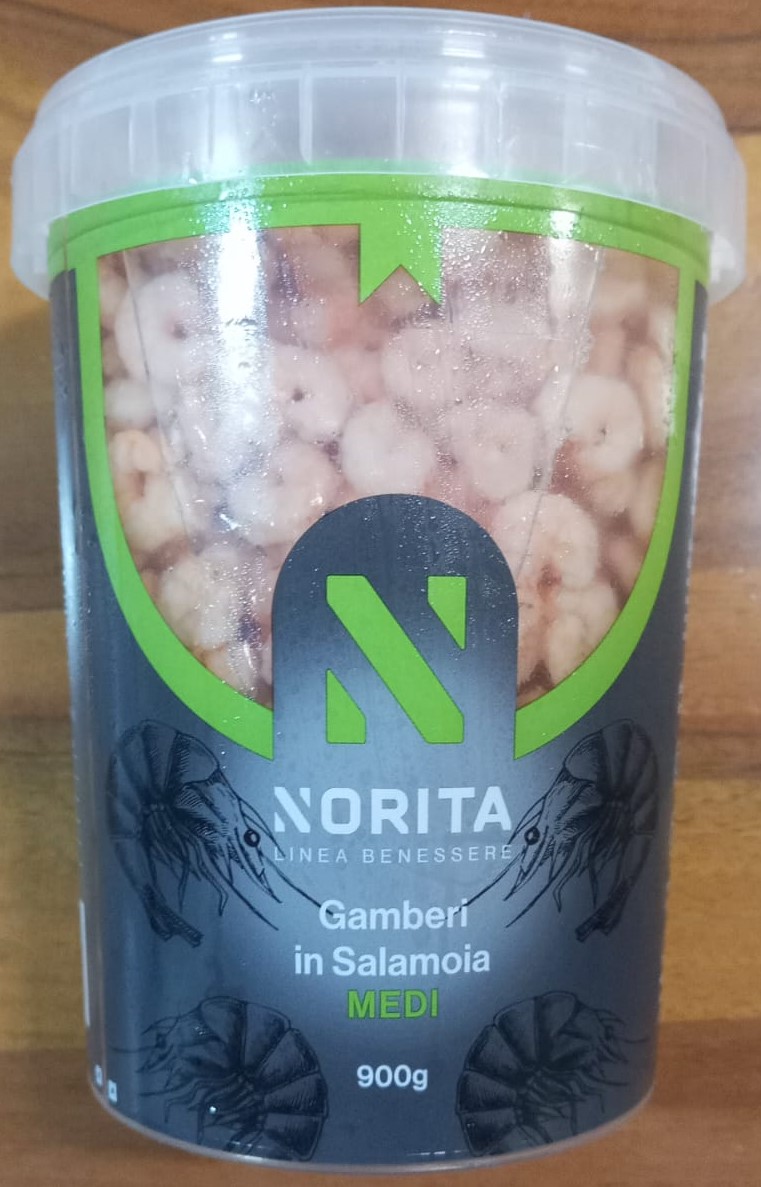 N
NORITA
LINEA BENESSERE
Gamberi
in Salamoia
MEDI
900g